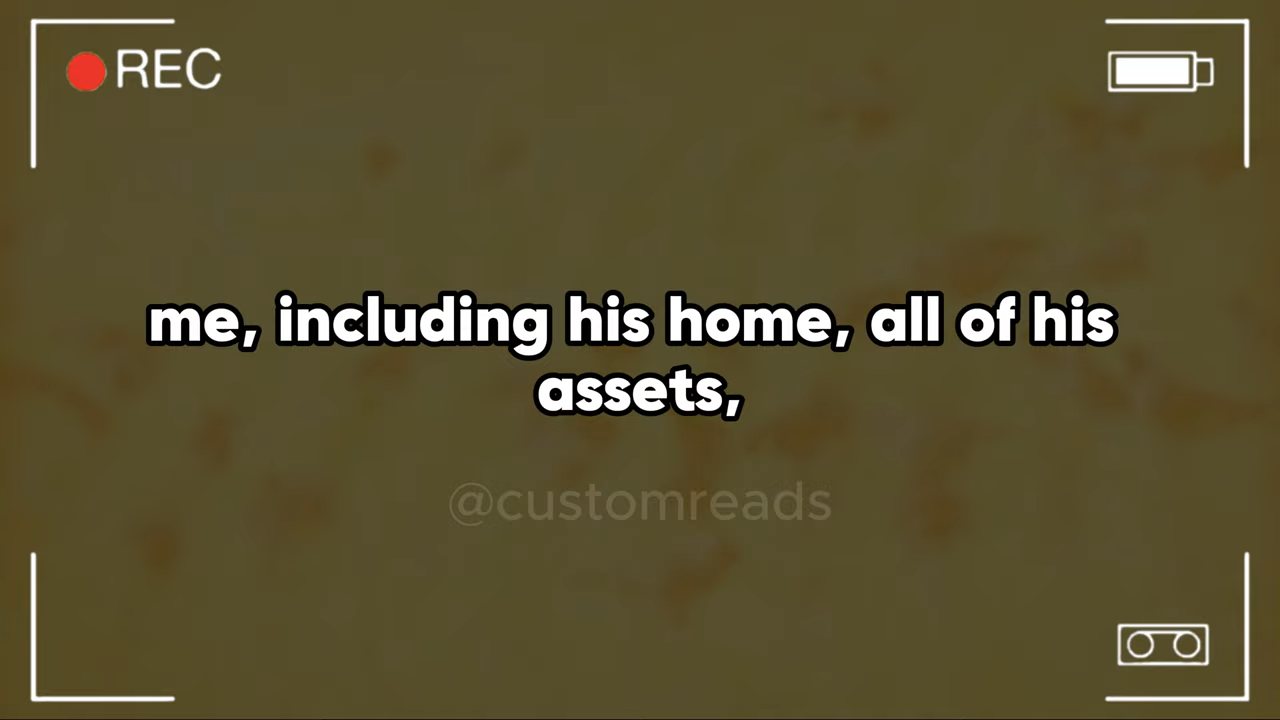 REC
me, including his home, all of his
assets,
@customreads